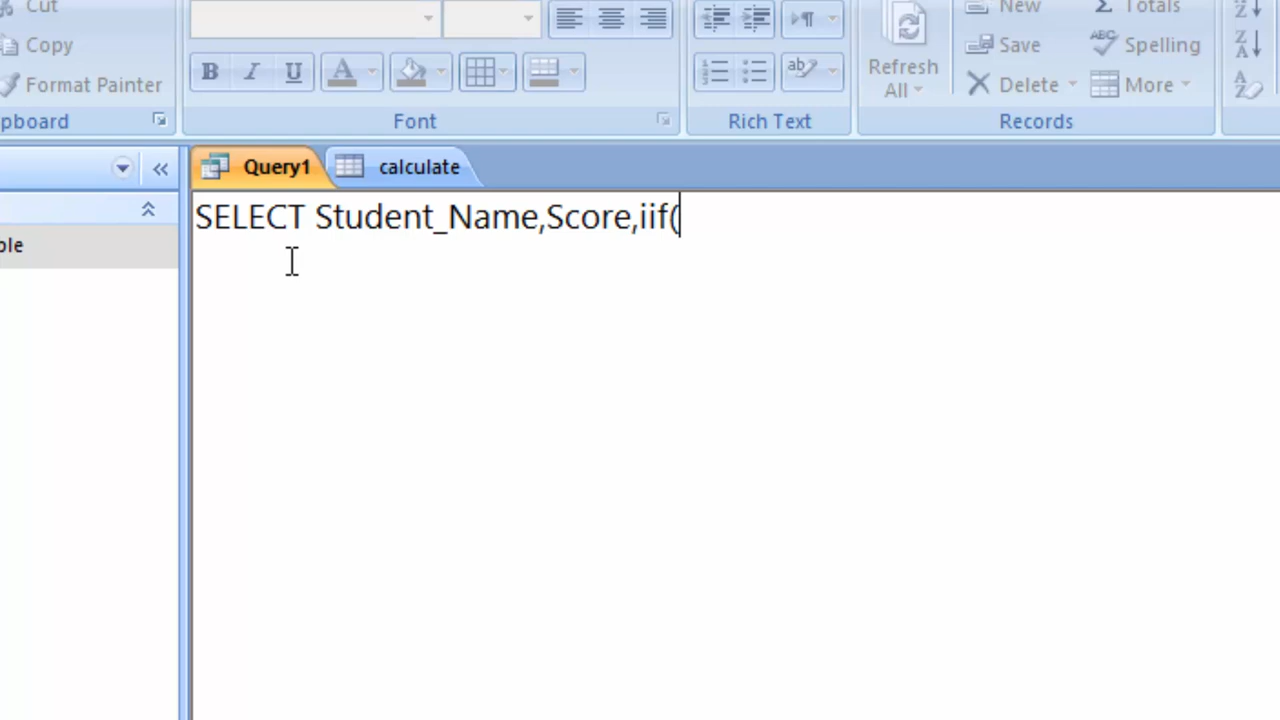 Cut
New
Totals
Copy
Save
Spelling
Format Painter
B I U A
ab
Refresh
All
Delete
More
pboard
Font
Rich Text
Records
Query1
calculate
SELECT Student_Name,Score,iif(
ple